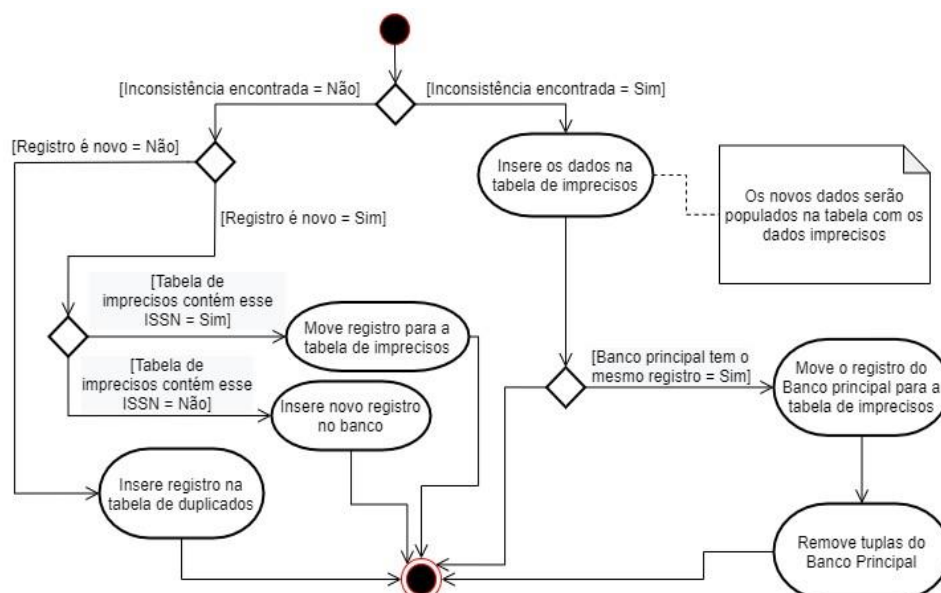 [Inconsistência encontrada = Não]
[Inconsistência encontrada = Sim]
[Registro é novo = Não]
Insere os dados na
tabela de imprecisos
Os novos dados serão
populados na tabela com os
dados imprecisos
[Registro é novo = Sim]
[Tabela de
imprecisos contém esse
ISSN = Sim]
Move registro para a
tabela de imprecisos
[Tabela de
imprecisos contém esse
ISSN = Não]
Insere novo registro
no banco
[Banco principal tem o
mesmo registro = Sim]
Move o registro do
Banco principal para a
tabela de imprecisos
Insere registro na
tabela de duplicados
Remove tuplas do
Banco Principal